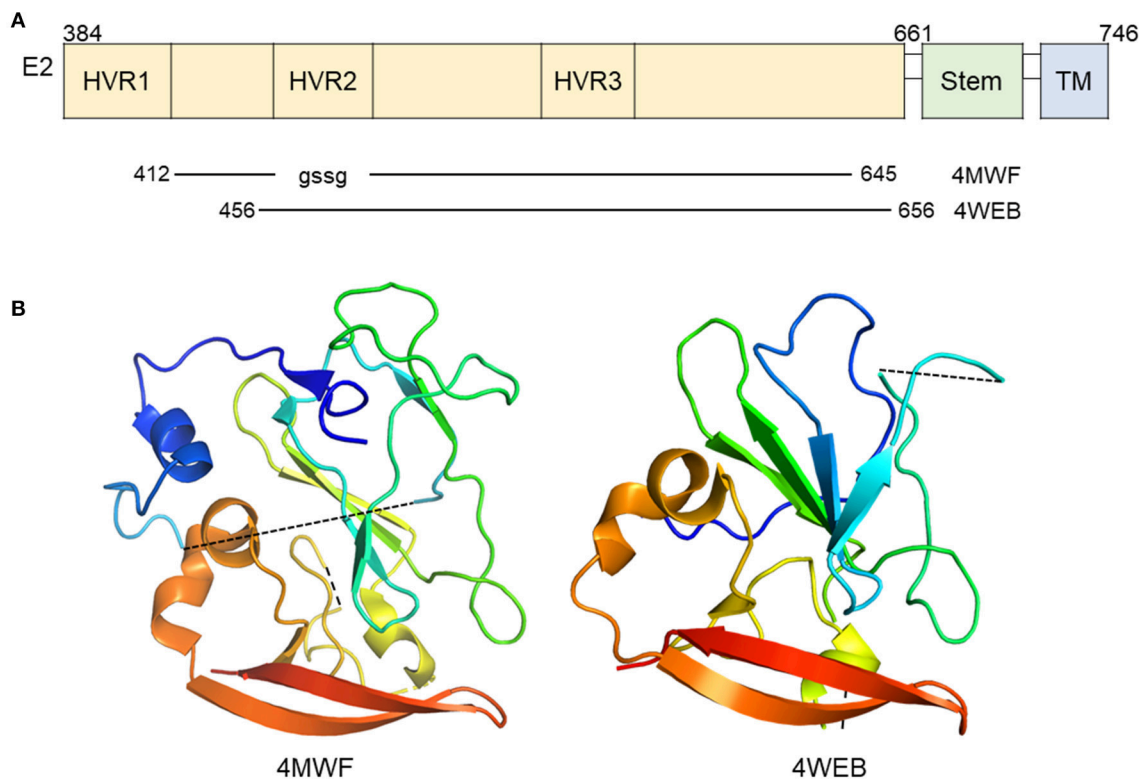 A
384 661 746
E2 HVR1 HVR2 HVR3 Stem TM
412 gssg 645 4MWF
456 656 4WEB
B
4MWF 4WEB